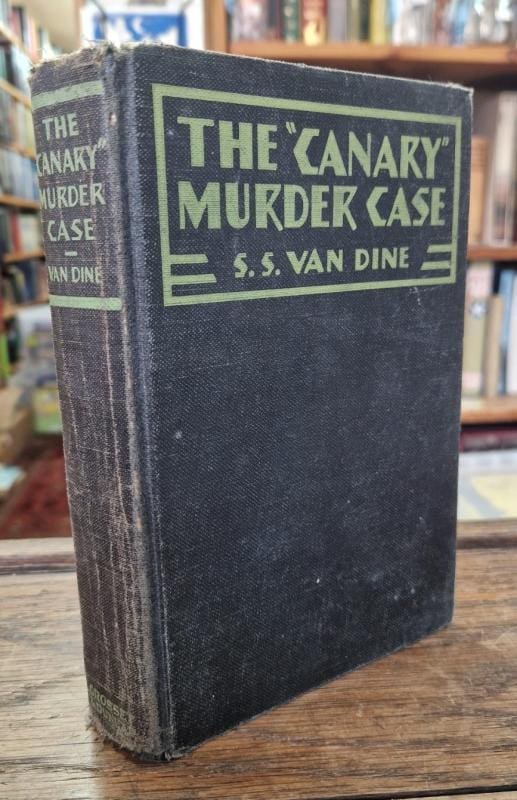 THE "CANARY"
MURDER CASE
S. S. VAN DINE
THE
"CANARY"
MURDER
CASE
VAN DINE